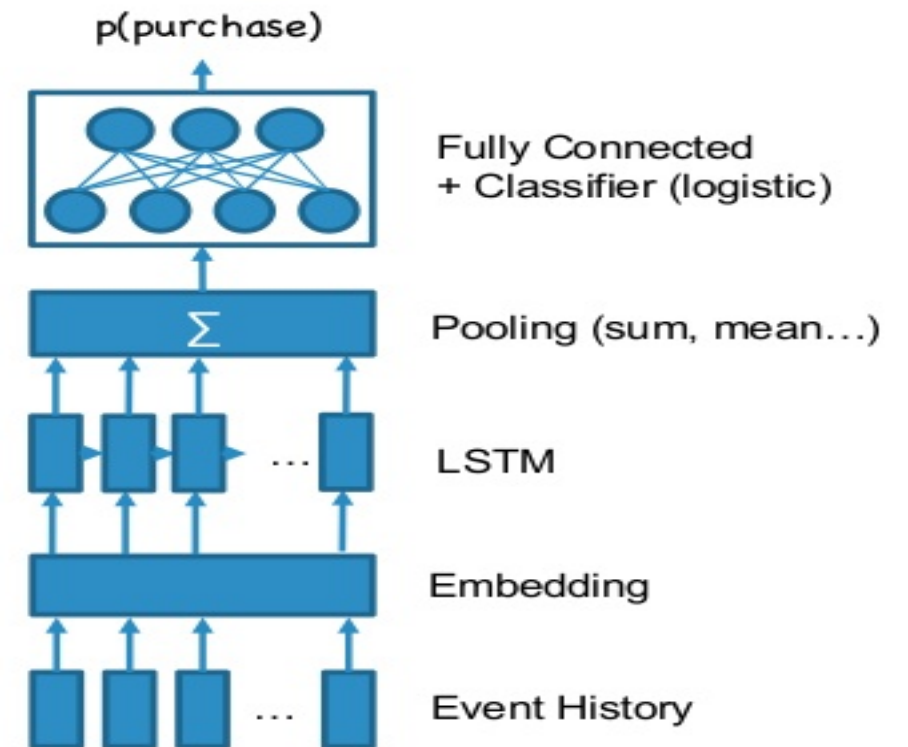 p(purchase)
Fully Connected
+ Classifier (logistic)
Σ
Pooling (sum, mean...)
...
LSTM
Embedding
...
Event History